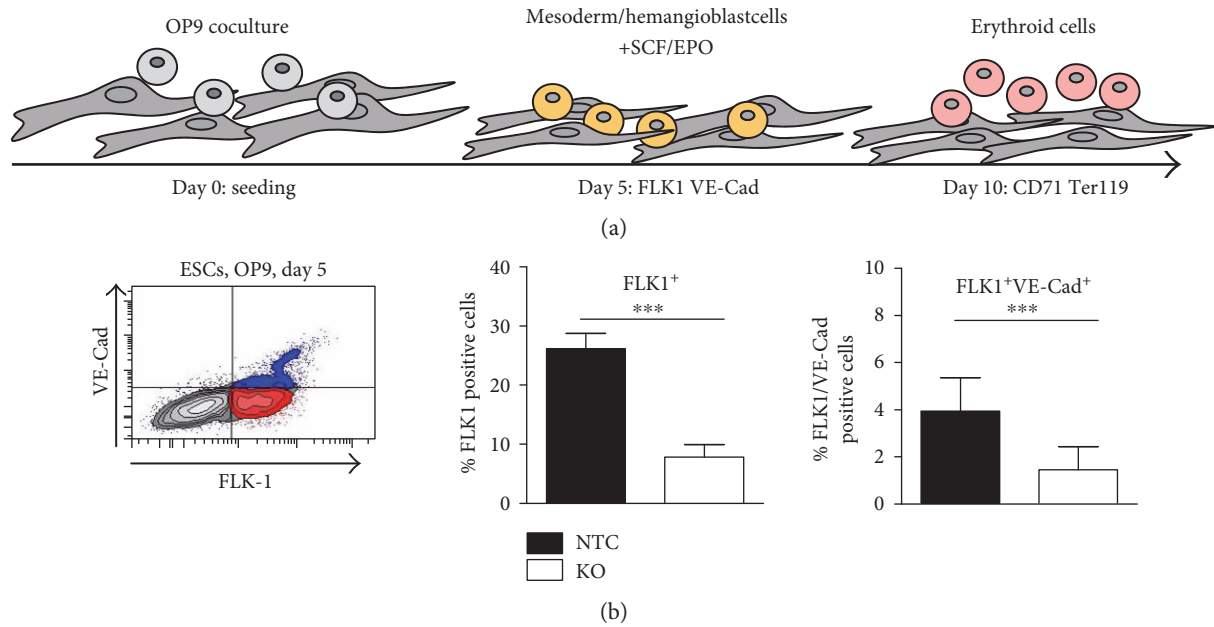 OP9 coculture
Mesoderm/hemangioblastcells
+SCF/EPO
Erythroid cells
Day 0: seeding
Day 5: FLK1 VE-Cad
Day 10: CD71 Ter119
(a)
ESCs, OP9, day 5
VE-Cad
FLK-1
% FLK1 positive cells
40
30
20
10
0
FLK1⁺
***
% FLK1/VE-Cad
positive cells
10
8
6
4
2
0
FLK1⁺VE-Cad⁺
***
NTC
KO
(b)